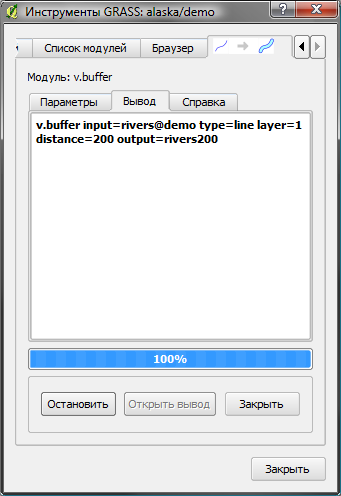 Инструменты GRASS: alaska/demo
Список модулей
Браузер
Модуль: v.buffer
Параметры
Вывод
Справка
v.buffer input=rivers@demo type=line layer=1
distance=200 output=rivers200
100%
Остановить
Открыть вывод
Закрыть
Закрыть